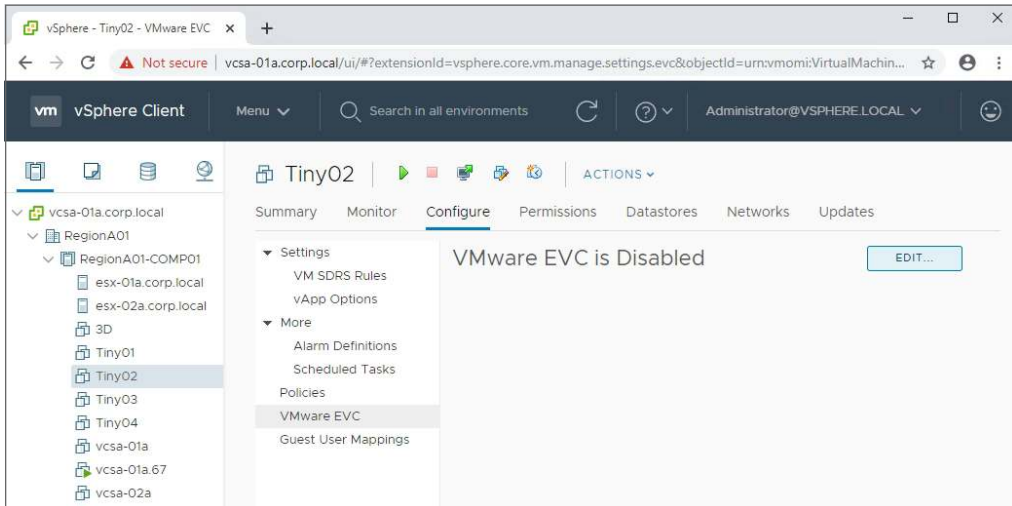 vSphere - Tiny02 - VMware EVC
Not secure | vcsa-01a.corp.local/ui/#?extensionId=vsphere.core.vm.manage.settings.evc&objectId=urn:vmomi:VirtualMachin...
vm vSphere Client Menu Search in all environments Administrator@VSPHERE.LOCAL
Tiny02 ACTIONS
Summary Monitor Configure Permissions Datastores Networks Updates
vcsa-01a.corp.local
RegionA01
RegionA01-COMP01
esx-01a.corp.local
esx-02a.corp.local
3D
Tiny01
Tiny02
Tiny03
Tiny04
vcsa-01a
vcsa-01a.67
vcsa-02a
Settings
VM SDRS Rules
vApp Options
More
Alarm Definitions
Scheduled Tasks
Policies
VMware EVC
Guest User Mappings
VMware EVC is Disabled
EDIT...